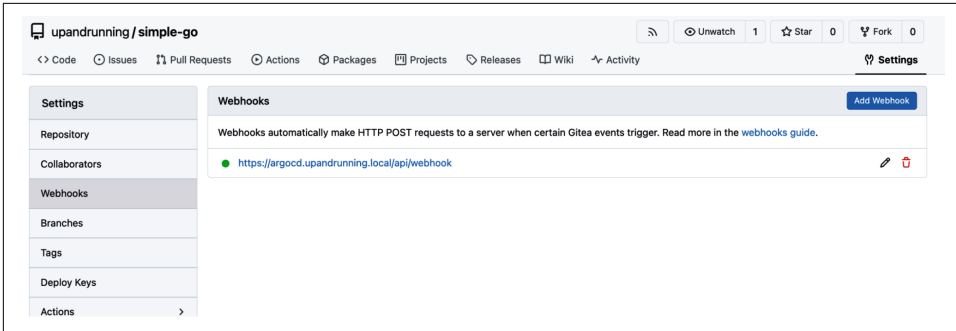 upandrunning / simple-go
Unwatch 1 Star 0 Fork 0
<> Code Issues Pull Requests Actions Packages Projects Releases Wiki Activity Settings
Settings
Repository
Collaborators
Webhooks
Branches
Tags
Deploy Keys
Actions
Webhooks Add Webhook
Webhooks automatically make HTTP POST requests to a server when certain Gitea events trigger. Read more in the webhooks guide.
https://argocd.upandrunning.local/api/webhook